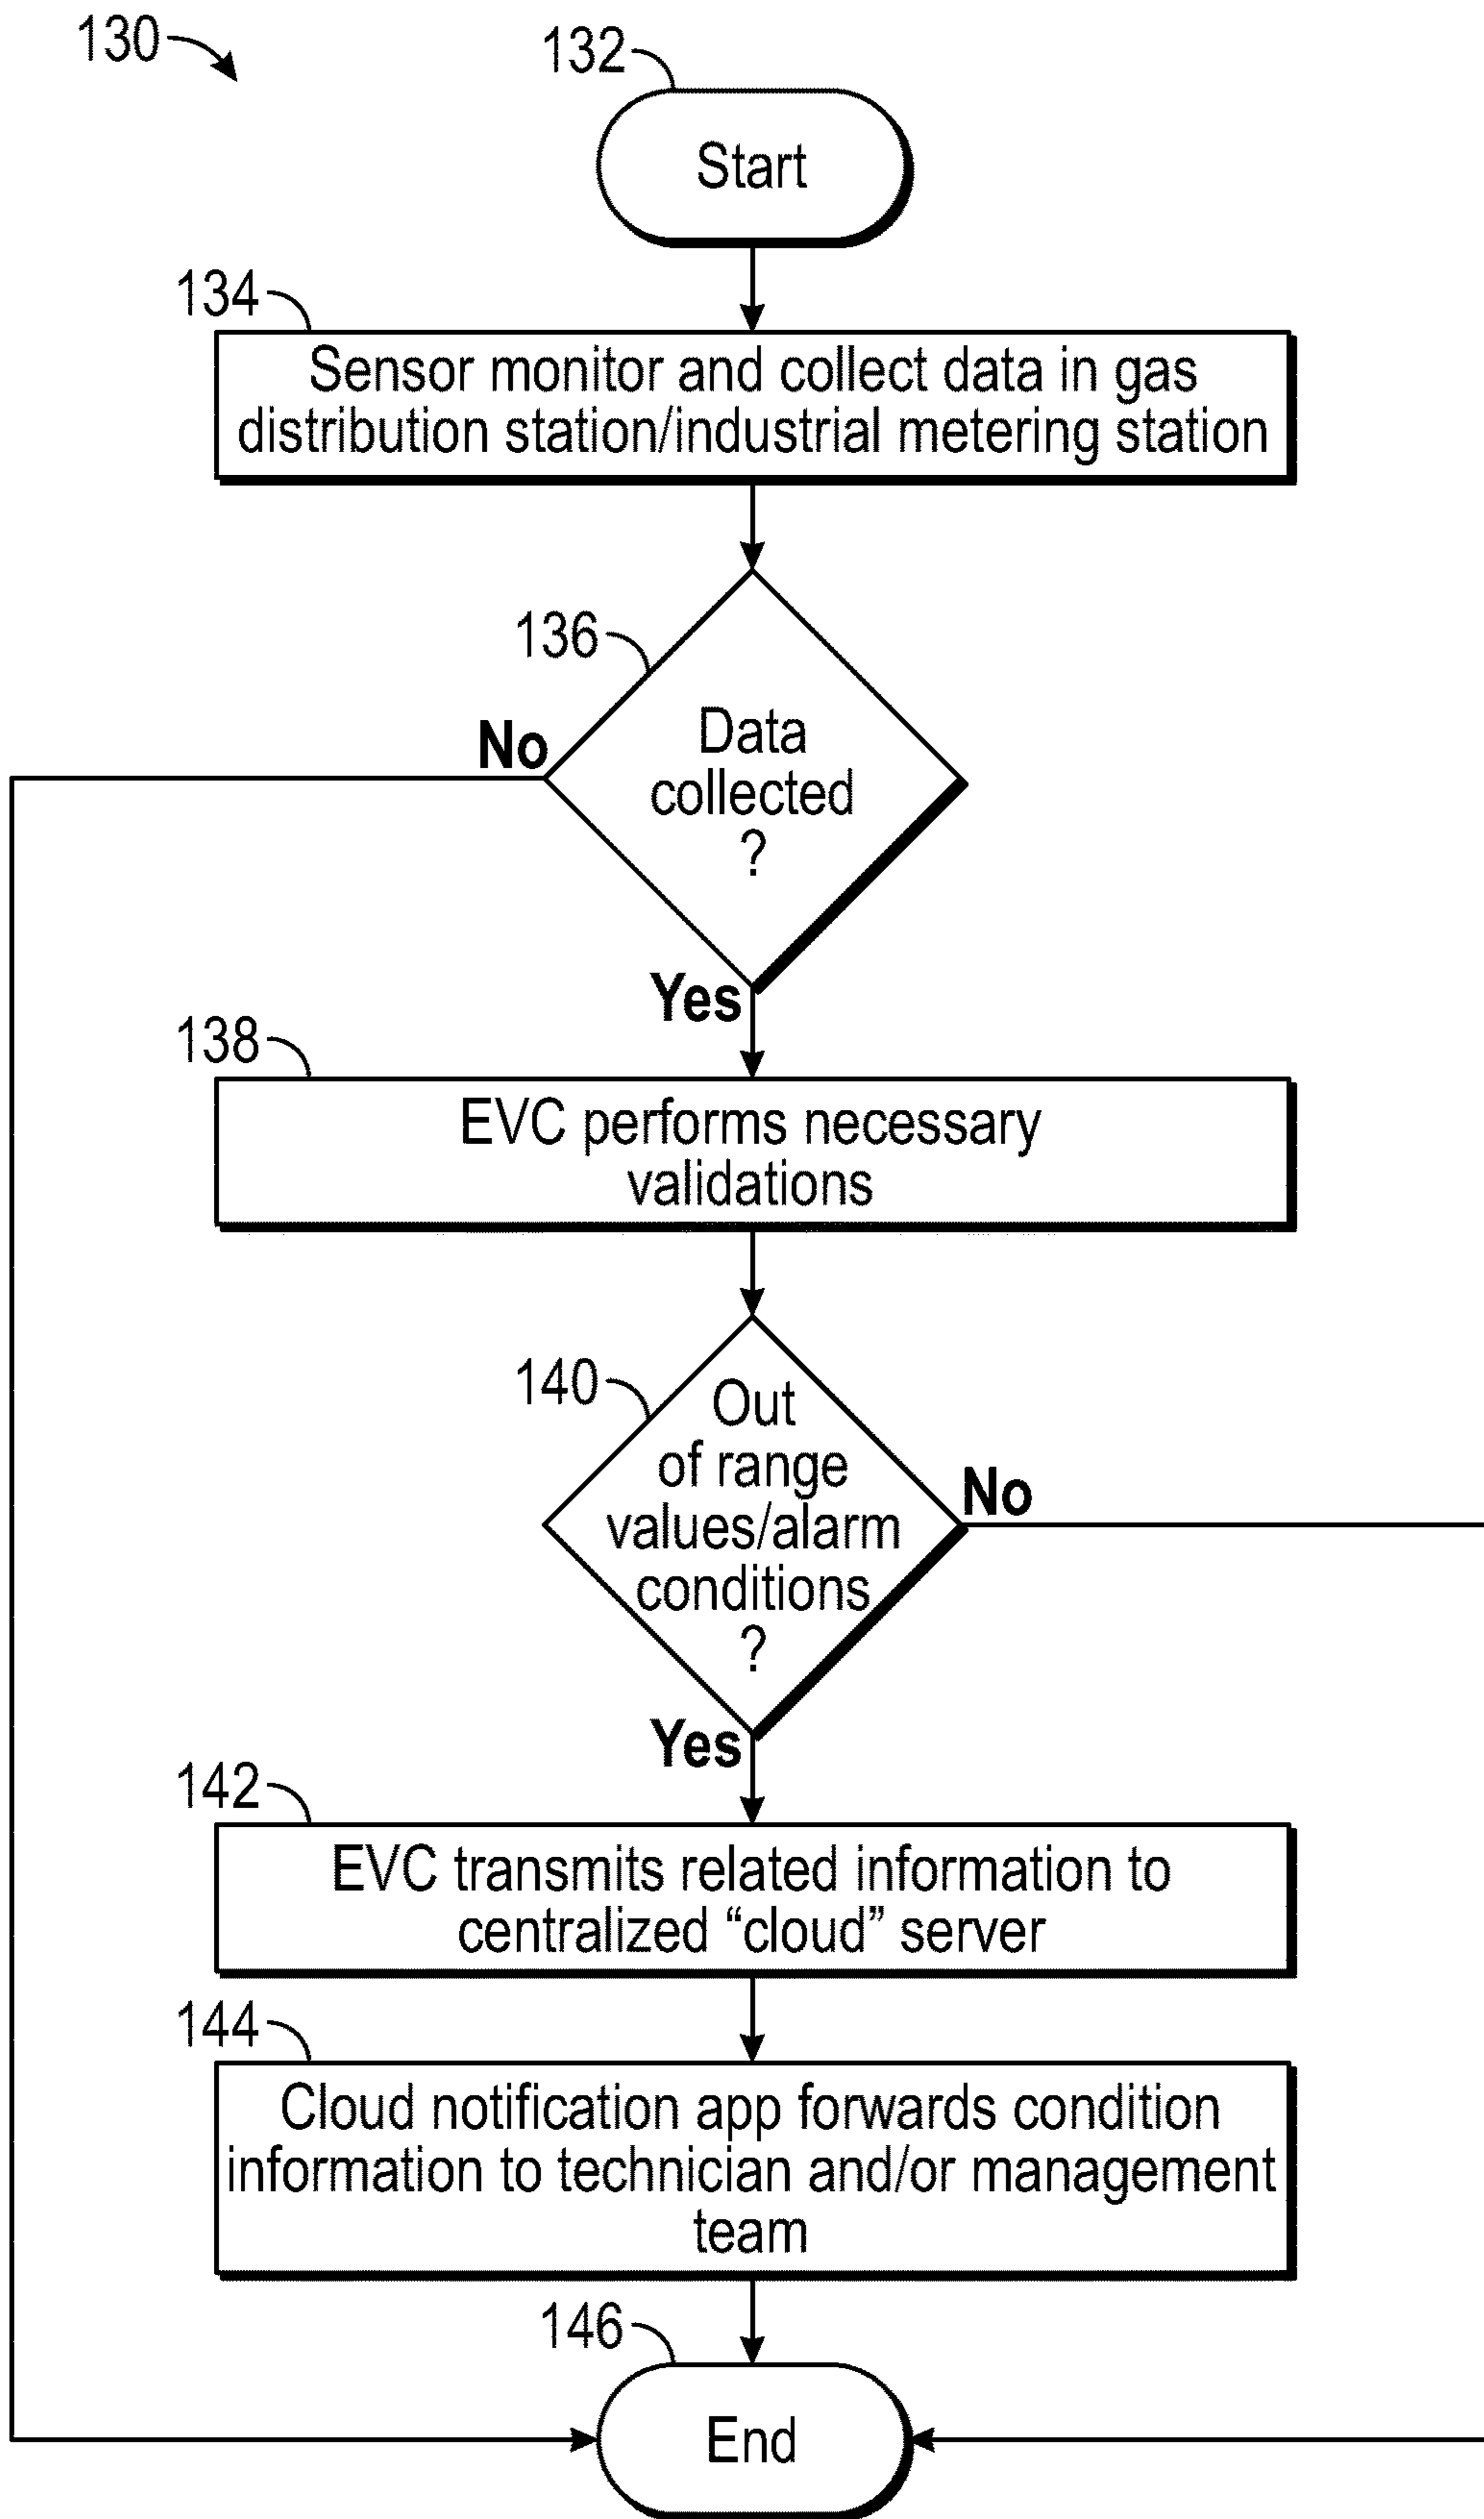 130
132
Start
134
Sensor monitor and collect data in gas
distribution station/industrial metering station
136
Data
collected
?
No
Yes
138
EVC performs necessary
validations
140
Out
of range
values/alarm
conditions
?
No
Yes
142
EVC transmits related information to
centralized “cloud” server
144
Cloud notification app forwards condition
information to technician and/or management
team
146
End